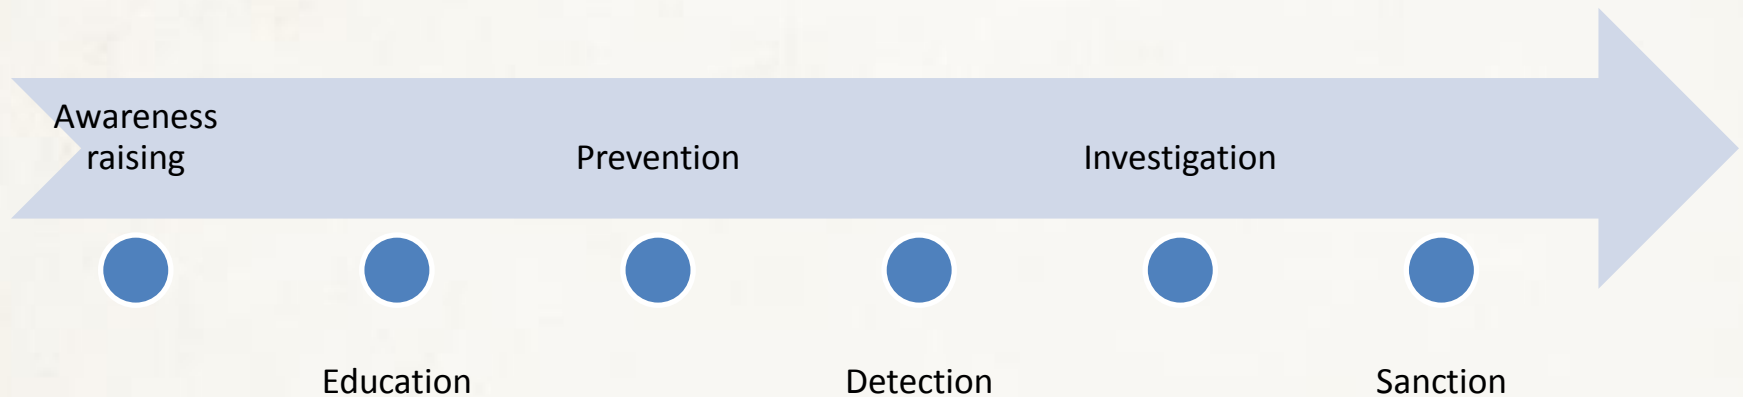 Awareness
raising
Prevention
Investigation
Education
Detection
Sanction